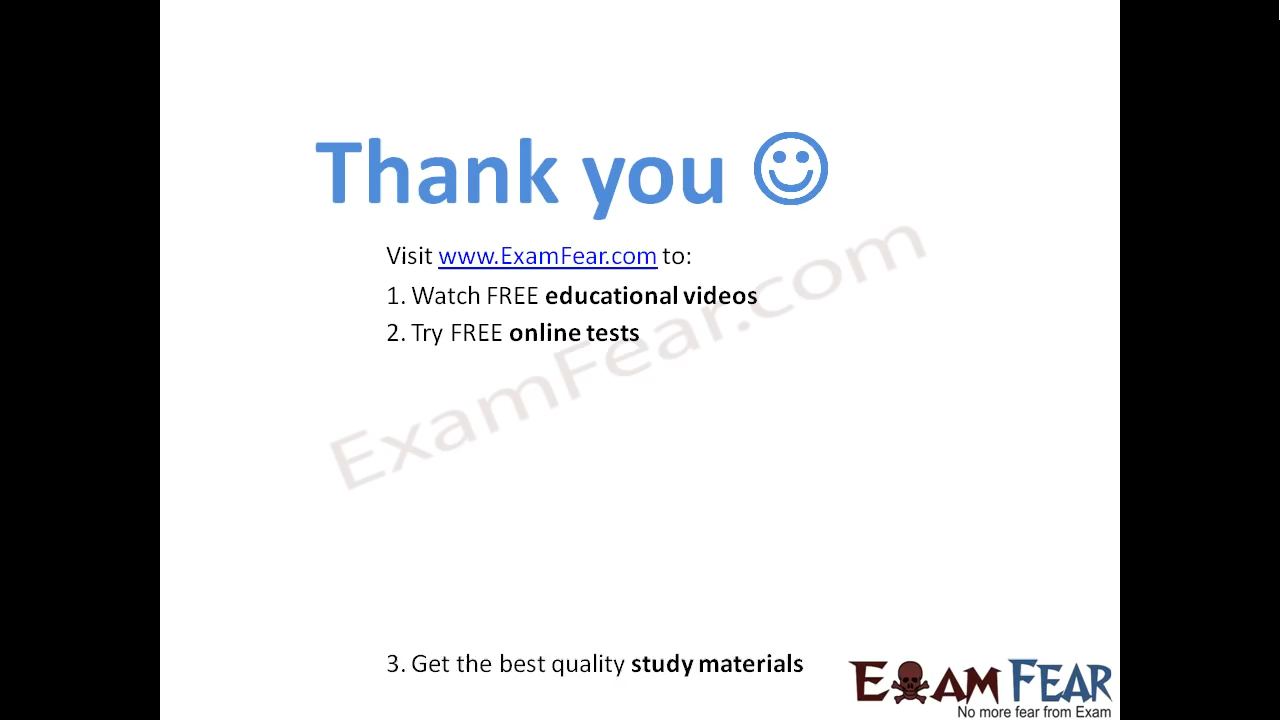 Thank you
Visit www.ExamFear.com to:
1. Watch FREE educational videos
2. Try FREE online tests
ExamFear.com
3. Get the best quality study materials
EXAM FEAR
No more fear from Exam